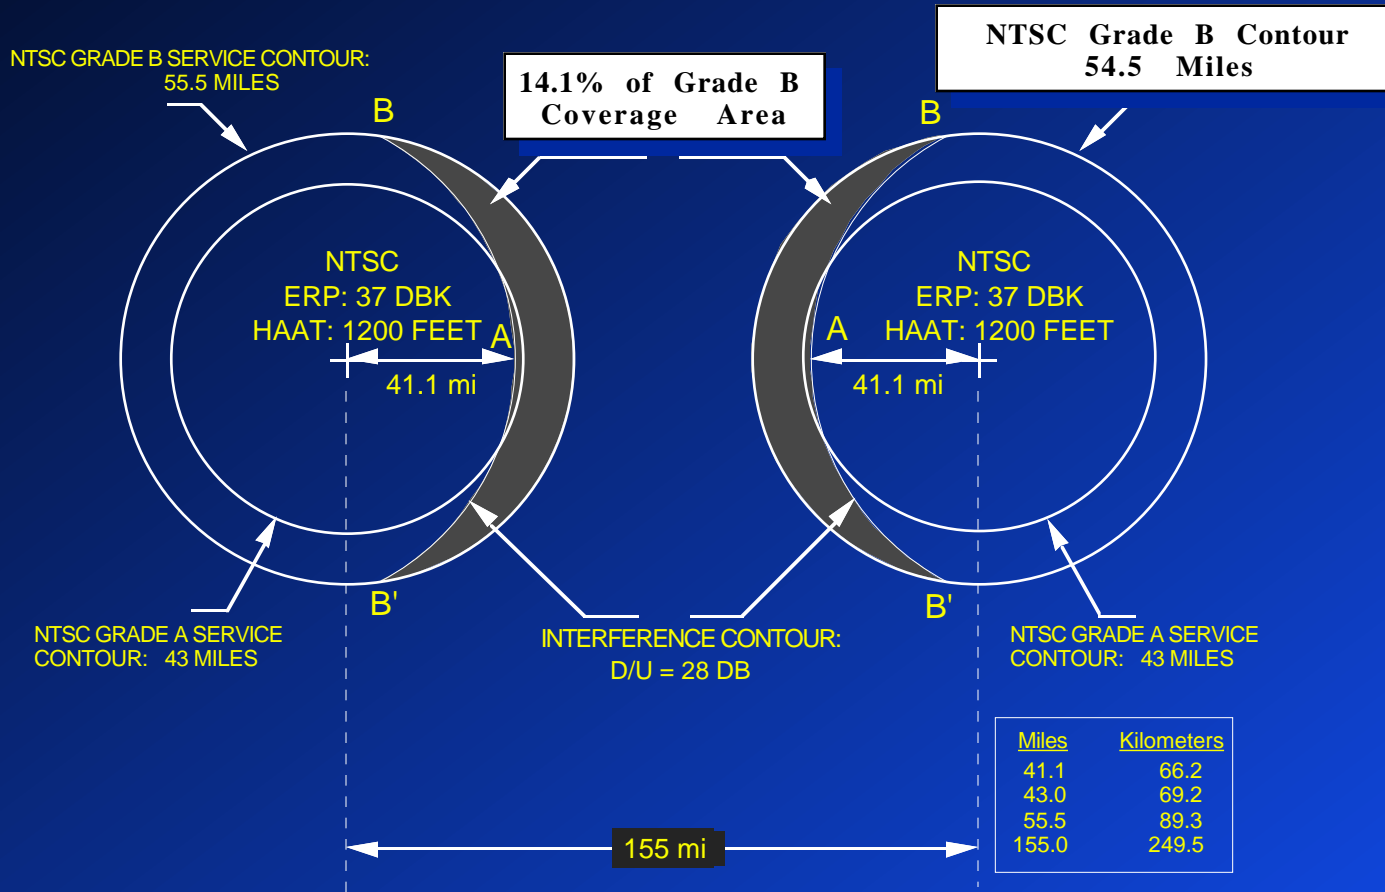 NTSC GRADE B SERVICE CONTOUR:
55.5 MILES
14.1% of Grade B
Coverage Area
NTSC Grade B Contour
54.5 Miles
B
B
NTSC
ERP: 37 DBK
HAAT: 1200 FEET
A
41.1 mi
NTSC
ERP: 37 DBK
HAAT: 1200 FEET
A
41.1 mi
B'
B'
NTSC GRADE A SERVICE
CONTOUR: 43 MILES
INTERFERENCE CONTOUR:
D/U = 28 DB
NTSC GRADE A SERVICE
CONTOUR: 43 MILES
155 mi
Miles Kilometers
41.1 66.2
43.0 69.2
55.5 89.3
155.0 249.5